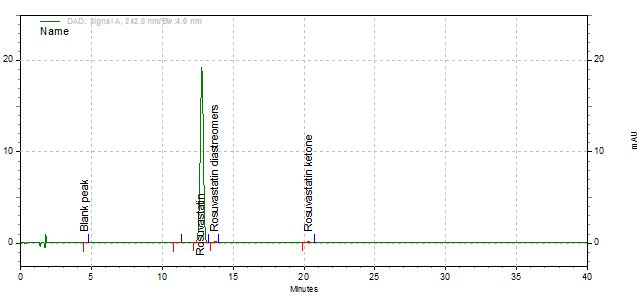 DAD: Signal A, 242.0 nm/Bw:4.0 nm
Name
20
10
0
20
10
0
mAU
Blank peak
Rosuvastatin
Rosuvastatin diastreomers
Rosuvastatin ketone
0 5 10 15 20 25 30 35 40
Minutes